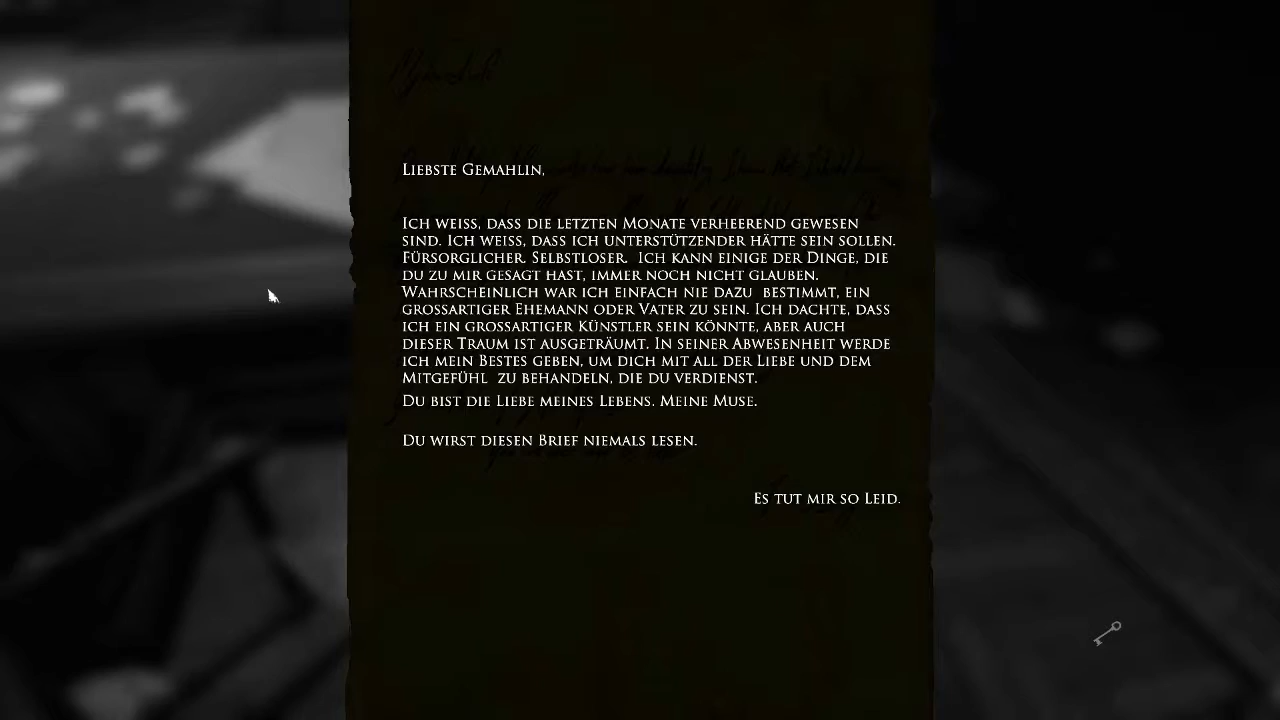 Liebste Gemahlin,
Ich weiss, dass die letzten Monate verheerend gewesen
sind. Ich weiss, dass ich unterstützender hätte sein sollen.
Fürsorglicher. Selbstloser. Ich kann einige der Dinge, die
du zu mir gesagt hast, immer noch nicht glauben.
Wahrscheinlich war ich einfach nie dazu bestimmt, ein
grossartiger Ehemann oder Vater zu sein. Ich dachte, dass
ich ein grossartiger Künstler sein könnte, aber auch
dieser Traum ist ausgeträumt. In seiner Abwesenheit werde
ich mein Bestes geben, um dich mit all der Liebe und dem
Mitgefühl zu behandeln, die du verdienst.
Du bist die Liebe meines Lebens. Meine Muse.
Du wirst diesen Brief niemals lesen.
Es tut mir so Leid.